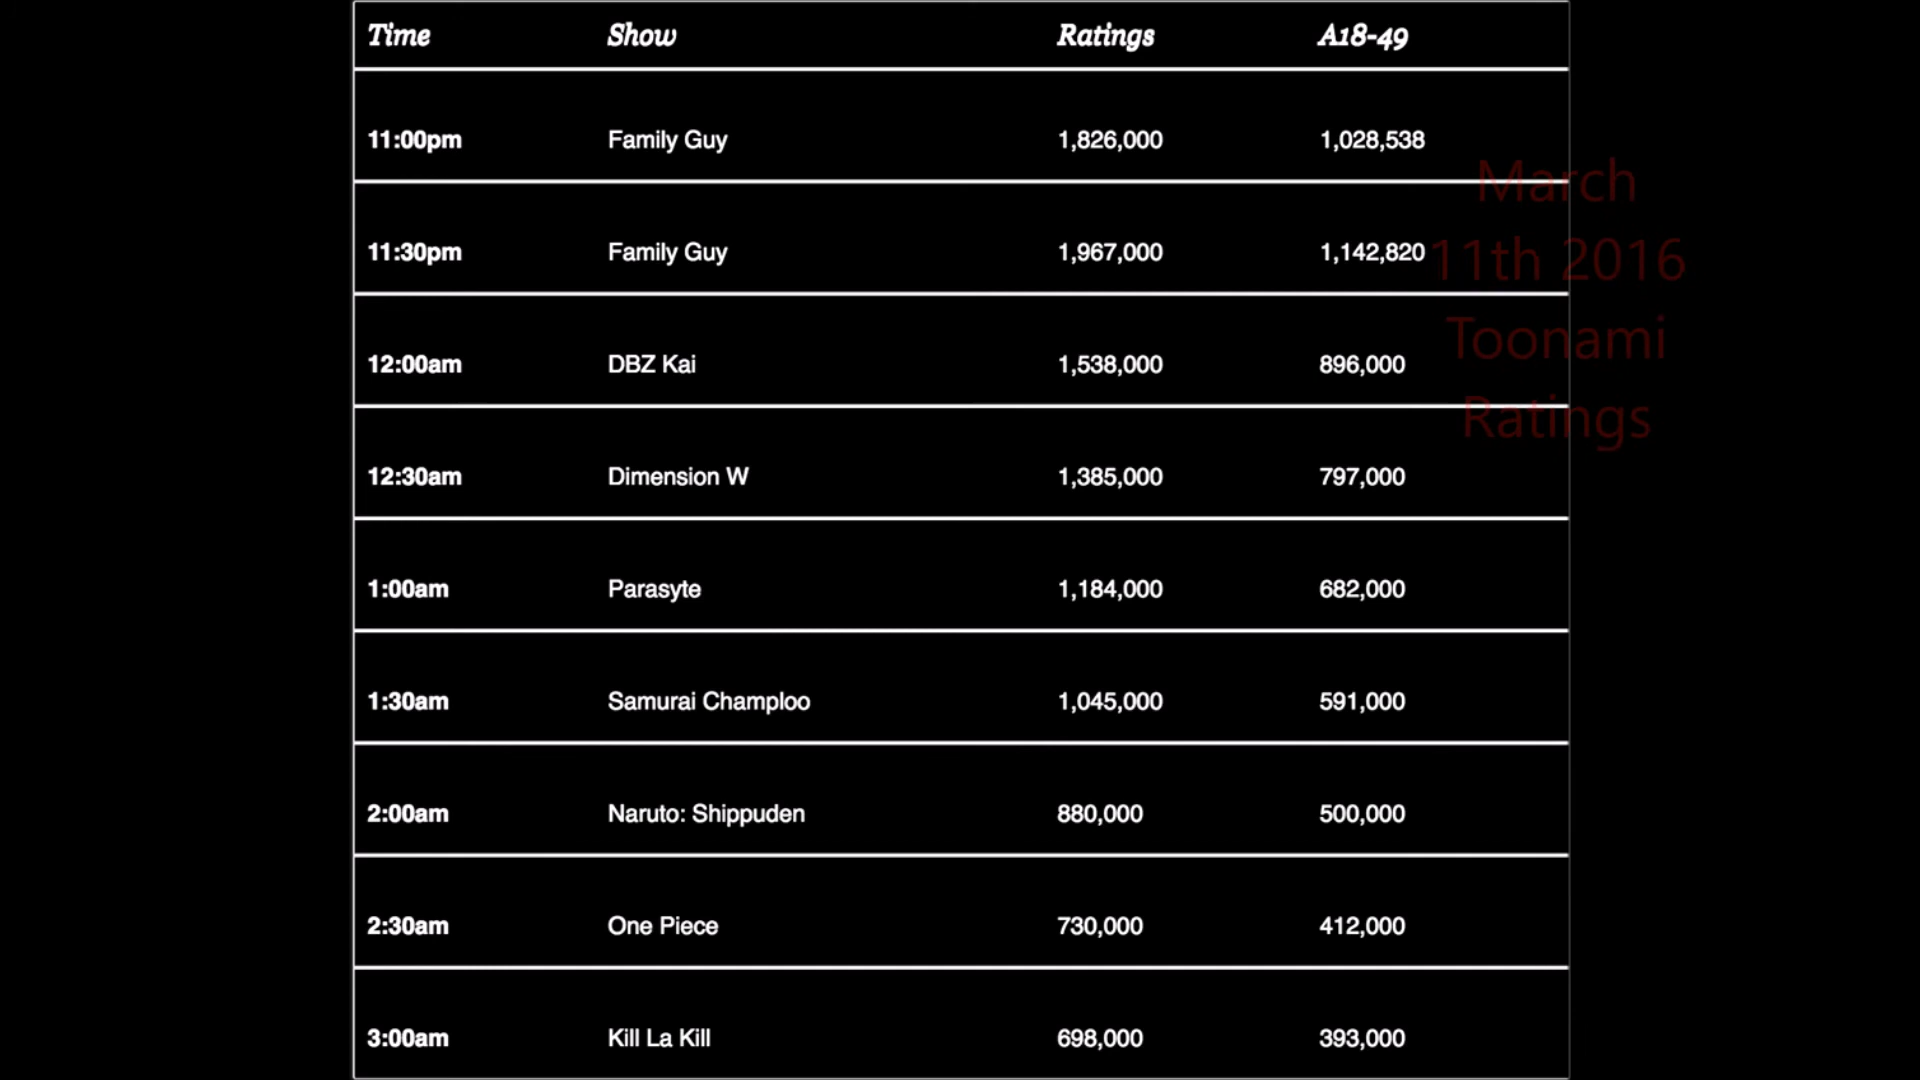 Time Show Ratings A18-49
11:00pm Family Guy 1,826,000 1,028,538
11:30pm Family Guy 1,967,000 1,142,820
12:00am DBZ Kai 1,538,000 896,000
12:30am Dimension W 1,385,000 797,000
1:00am Parasyte 1,184,000 682,000
1:30am Samurai Champloo 1,045,000 591,000
2:00am Naruto: Shippuden 880,000 500,000
2:30am One Piece 730,000 412,000
3:00am Kill La Kill 698,000 393,000
March
11th 2016
Toonami
Ratings